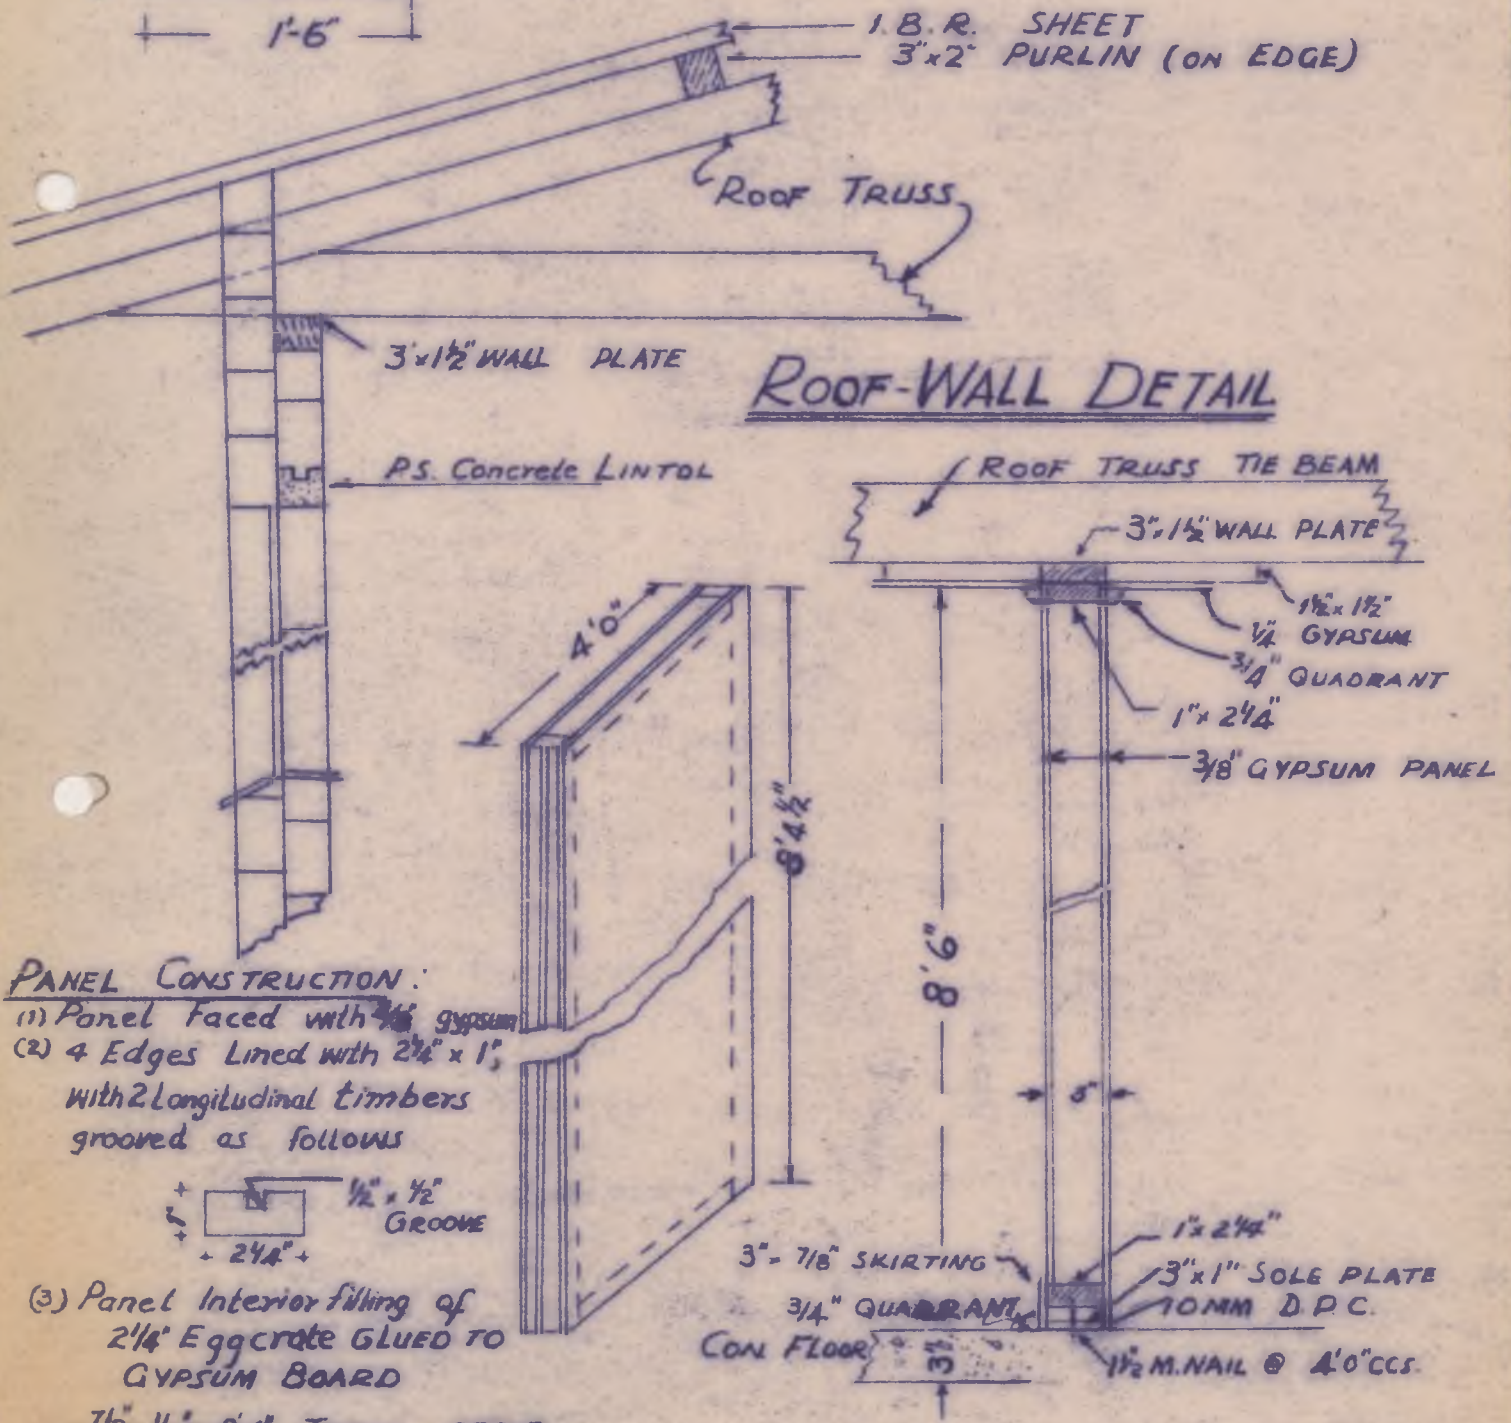 1'-6"
I.B.R. SHEET
3"x2" PURLIN (ON EDGE)
ROOF TRUSS
3"x1½" WALL PLATE
ROOF-WALL DETAIL
P.S. Concrete LINTOL
ROOF TRUSS TIE BEAM
3"x1½" WALL PLATE
1½"x1½"
¼" GYPSUM
3/4" QUADRANT
1"x2¼"
3/8" GYPSUM PANEL
4'0"
8'4½"
8'6"
3"
PANEL CONSTRUCTION:
(1) Panel Faced with gypsum
(2) 4 Edges Lined with 2¼" x 1",
with 2 Longitudinal timbers
grooved as follows
½" x ½"
GROOVE
1"
2¼"
(3) Panel Interior filling of
2¼" Eggcrate GLUED TO
GYPSUM BOARD
3"- 7/8" SKIRTING
3/4" QUADRANT
CON FLOOR
3½
1"x2¼"
3"x1" SOLE PLATE
10MM D.P.C.
1½ M.NAIL @ 4'0"CCS.